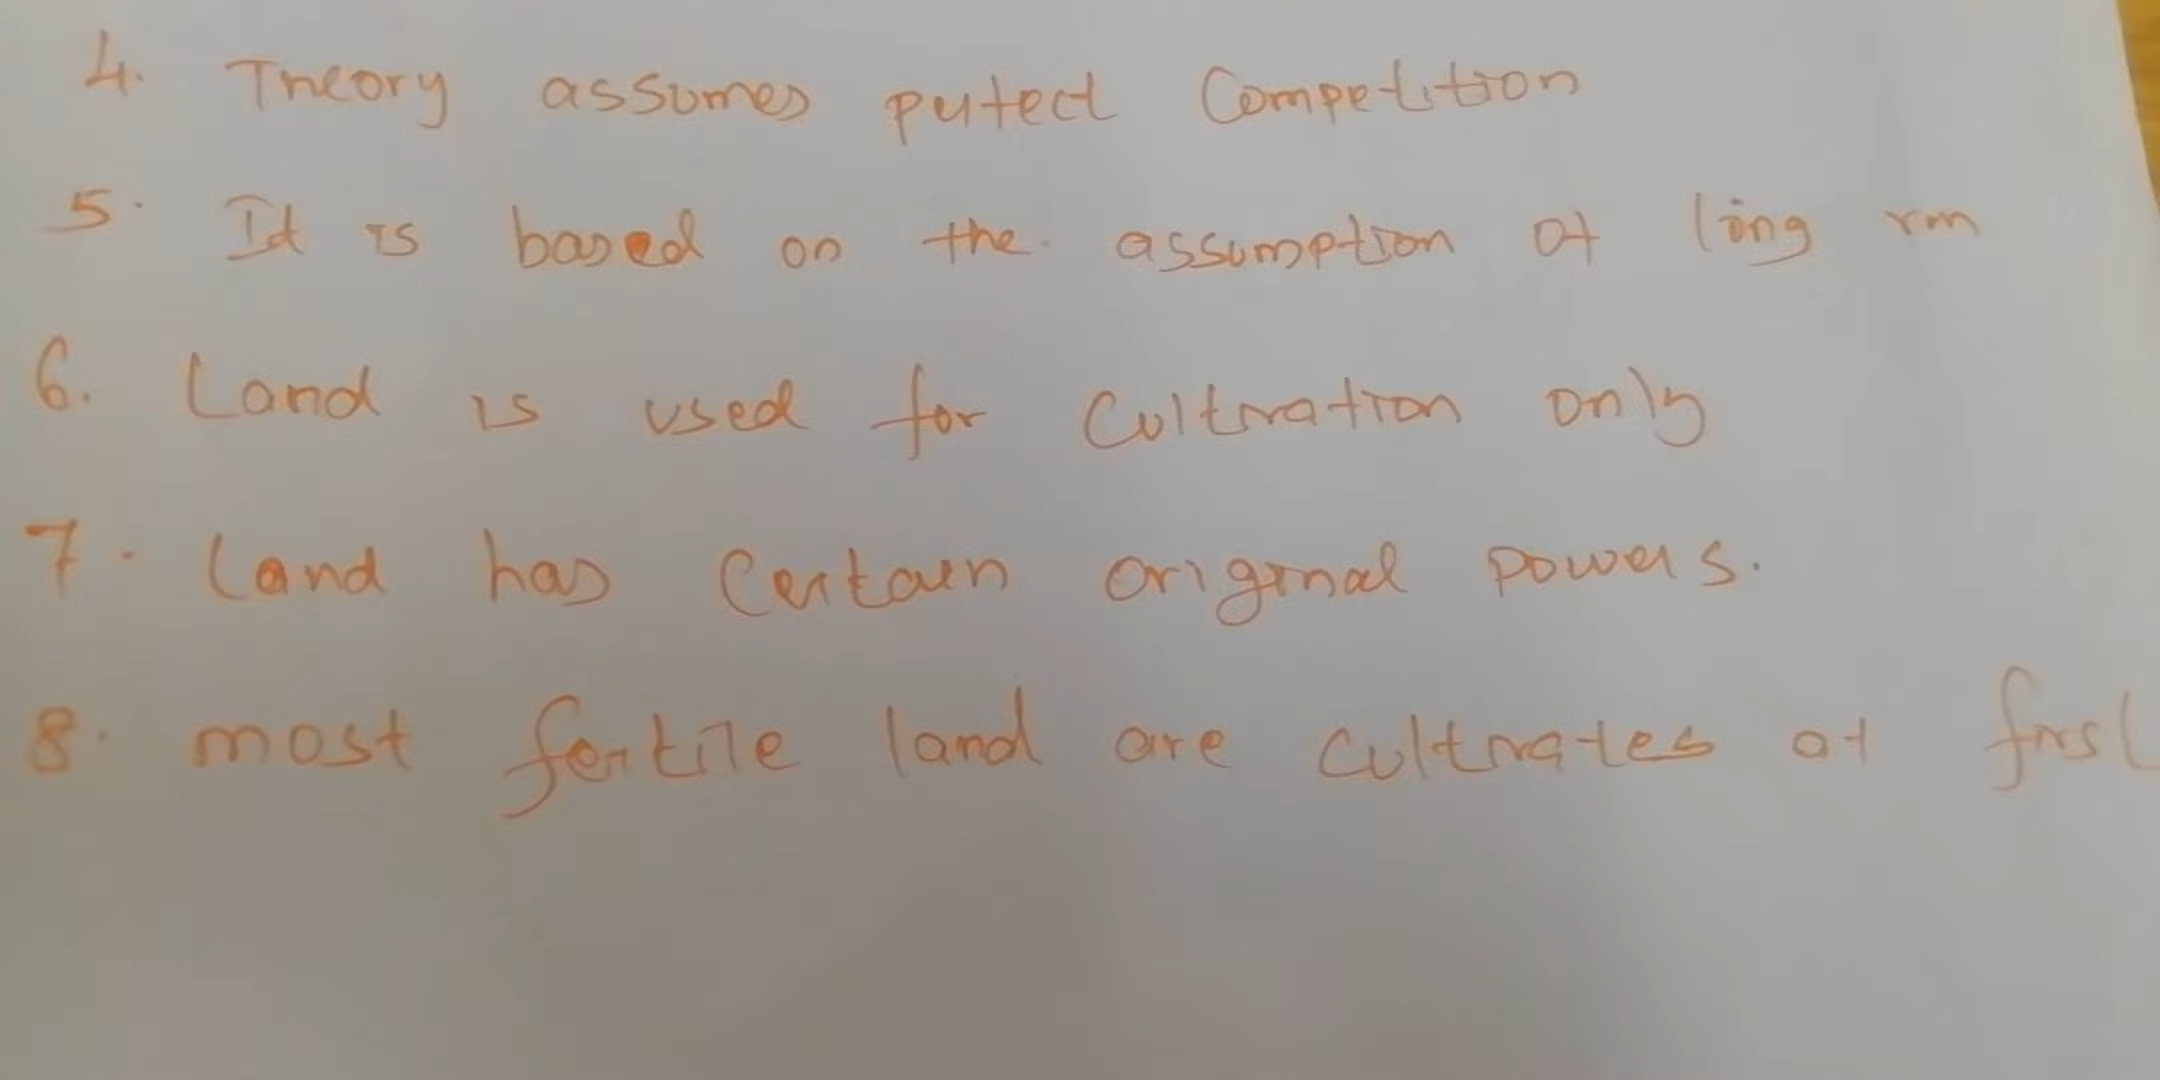 4. Theory assumes perfect Competition
5. It is based on the assumption of long run
6. Land is used for Cultivation only
7. Land has Certain original powers.
8. most fertile land are cultivates at first